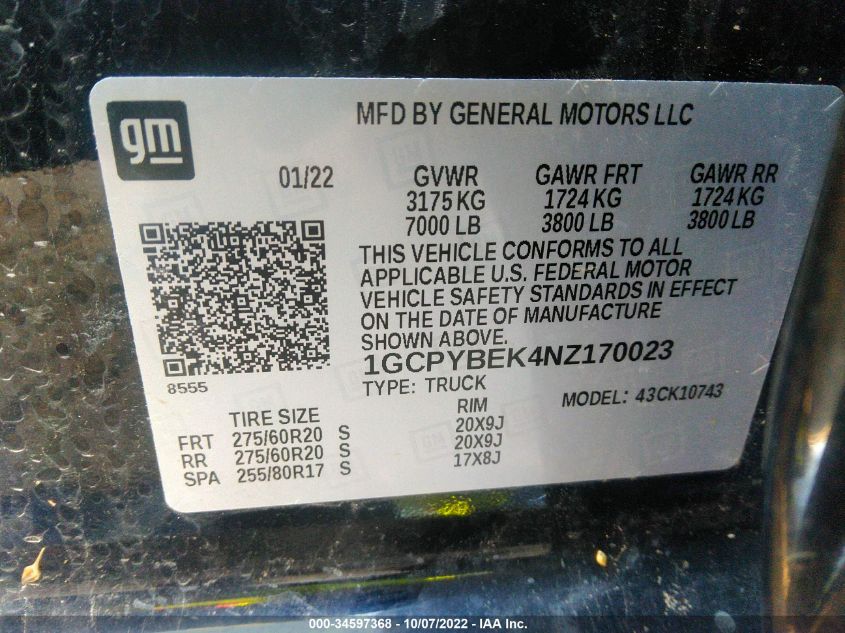 gm
MFD BY GENERAL MOTORS LLC
01/22 GVWR GAWR FRT GAWR RR
3175 KG 1724 KG 1724 KG
7000 LB 3800 LB 3800 LB
THIS VEHICLE CONFORMS TO ALL
APPLICABLE U.S. FEDERAL MOTOR
VEHICLE SAFETY STANDARDS IN EFFECT
ON THE DATE OF MANUFACTURE
SHOWN ABOVE.
1GCPYBEK4NZ170023
8555
TYPE: TRUCK MODEL: 43CK10743
TIRE SIZE RIM
FRT 275/60R20 S 20X9J
RR 275/60R20 S 20X9J
SPA 255/80R17 S 17X8J
000-34597368 - 10/07/2022 - IAA Inc.